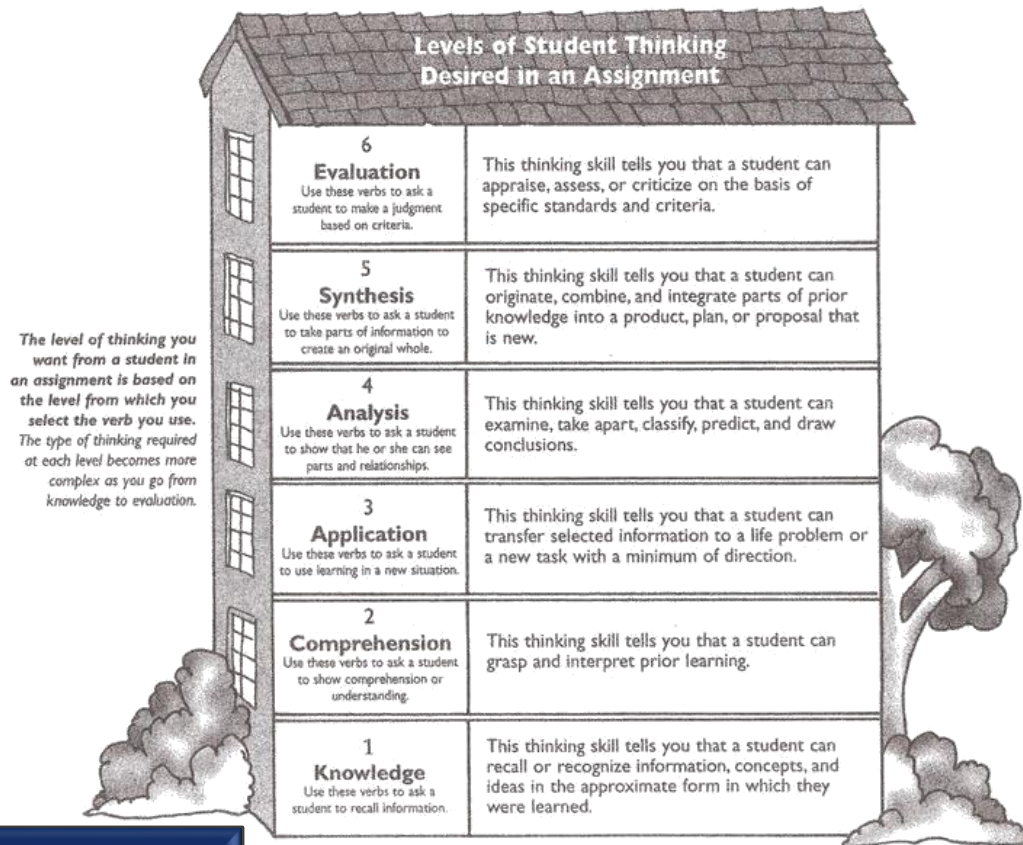 Levels of Student Thinking
Desired in an Assignment
6
Evaluation
Use these verbs to ask a
student to make a judgment
based on criteria.
This thinking skill tells you that a student can
appraise, assess, or criticize on the basis of
specific standards and criteria.
5
Synthesis
Use these verbs to ask a student
to take parts of information to
create an original whole.
This thinking skill tells you that a student can
originate, combine, and integrate parts of prior
knowledge into a product, plan, or proposal that
is new.
The level of thinking you
want from a student in
an assignment is based on
the level from which you
select the verb you use.
The type of thinking required
at each level becomes more
complex as you go from
knowledge to evaluation.
4
Analysis
Use these verbs to ask a student
to show that he or she can see
parts and relationships.
This thinking skill tells you that a student can
examine, take apart, classify, predict, and draw
conclusions.
3
Application
Use these verbs to ask a student
to use learning in a new situation.
This thinking skill tells you that a student can
transfer selected information to a life problem or
a new task with a minimum of direction.
2
Comprehension
Use these verbs to ask a student
to show comprehension or
understanding.
This thinking skill tells you that a student can
grasp and interpret prior learning.
1
Knowledge
Use these verbs to ask a
student to recall information.
This thinking skill tells you that a student can
recall or recognize information, concepts, and
ideas in the approximate form in which they
were learned.